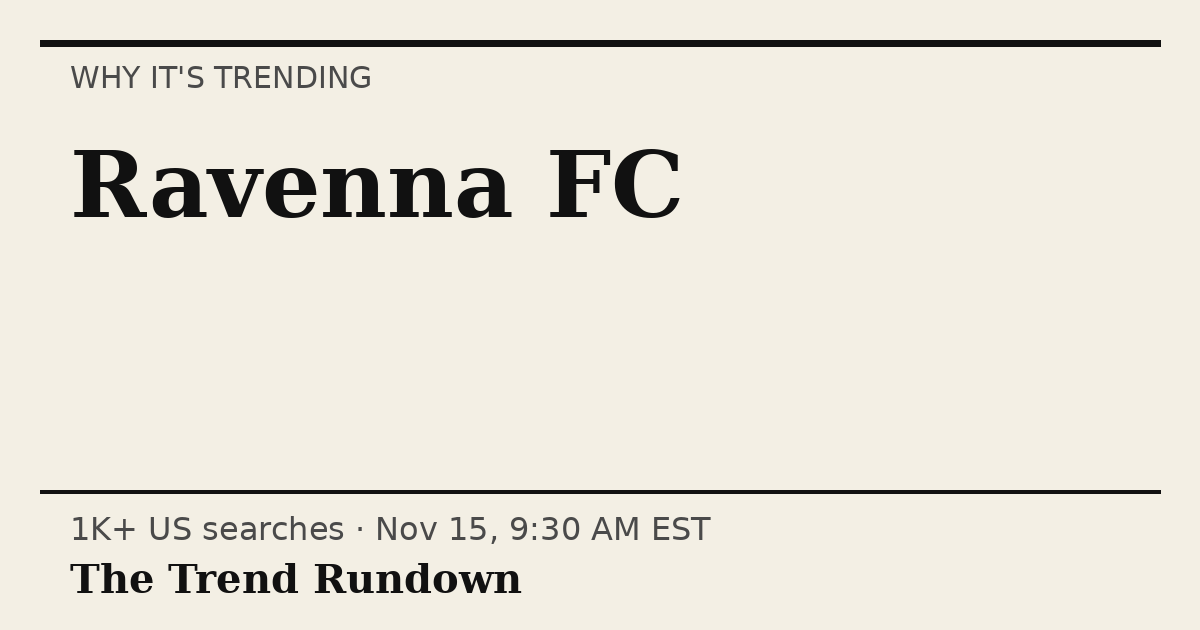 WHY IT'S TRENDING
Ravenna FC
1K+ US searches · Nov 15, 9:30 AM EST
The Trend Rundown